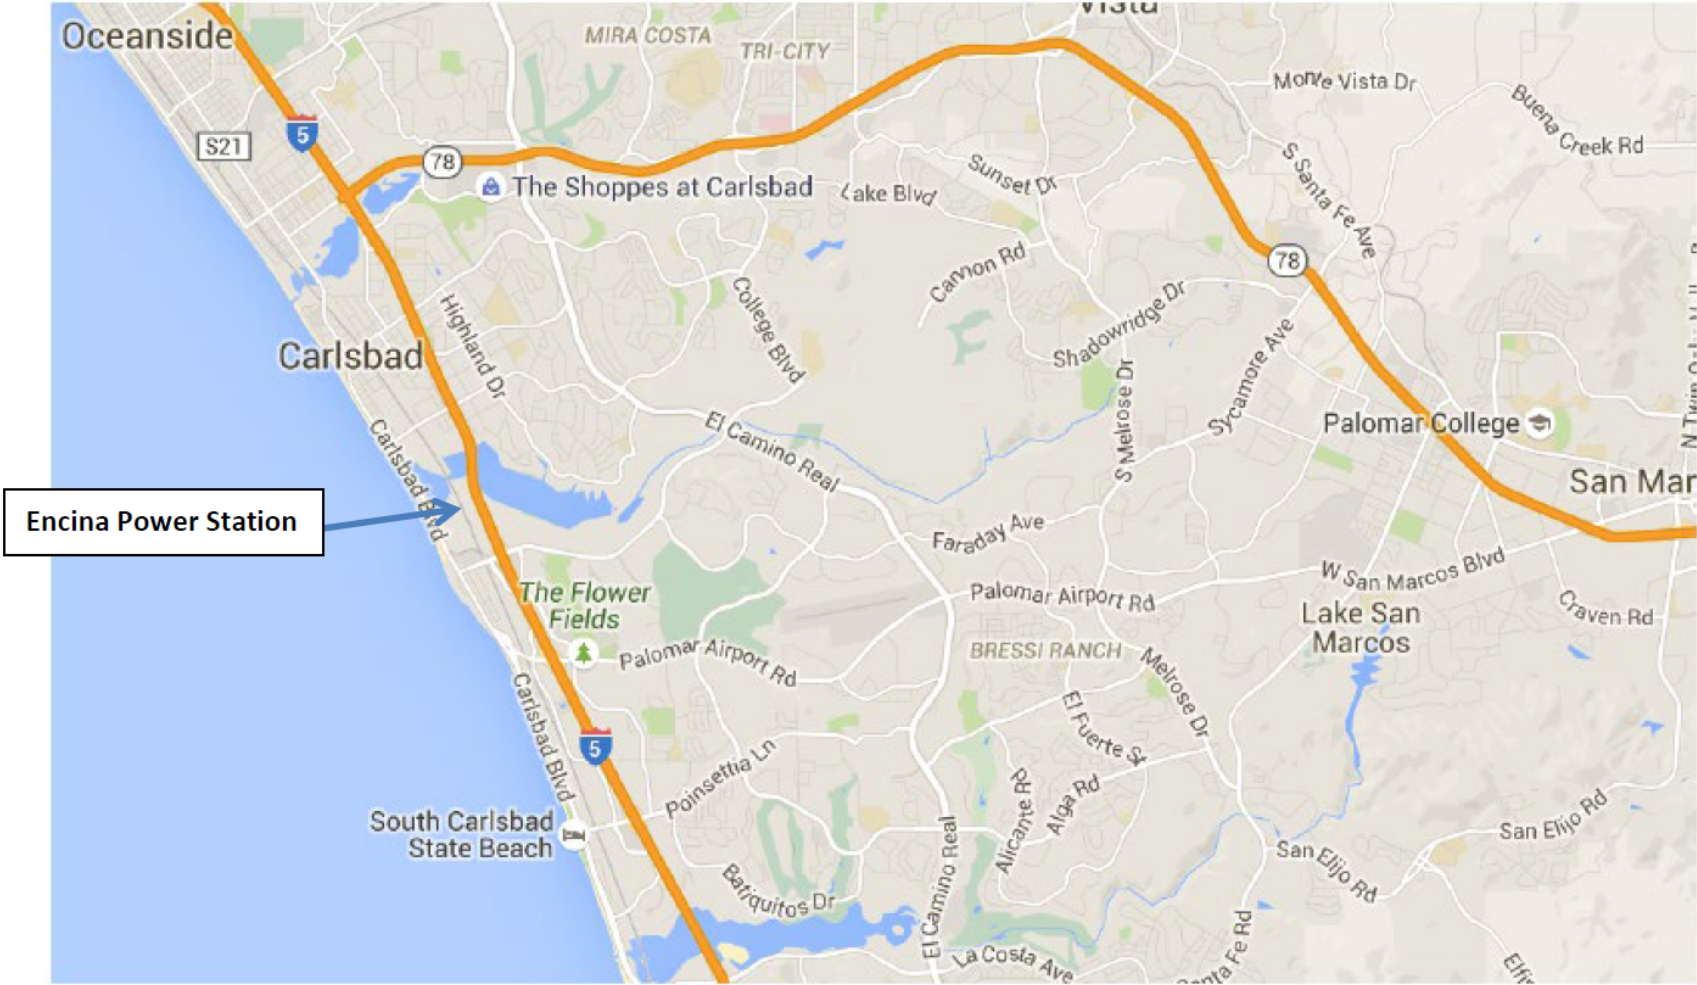 Vista
Oceanside
MIRA COSTA
TRI-CITY
Monte Vista Dr
Buena Creek Rd
5
S21
78
The Shoppes at Carlsbad
Lake Blvd
Sunset Dr
S Santa Fe Ave
78
Cannon Rd
College Blvd
Highland Dr
Shadowridge Dr
Carlsbad
S Melrose Dr
Sycamore Ave
Palomar College
El Camino Real
Carlsbad Blvd
San Mar
Encina Power Station
Faraday Ave
W San Marcos Blvd
Palomar Airport Rd
The Flower
Fields
Lake San
Marcos
Craven Rd
BRESSI RANCH
Palomar Airport Rd
Melrose Dr
Carlsbad Blvd
El Fuerte St
5
Poinsettia Ln
Alicante R
Alga Rd
South Carlsbad
State Beach
San Elijo Rd
San Elijo Rd
Batiquitos Dr
El Camino Real
La Costa Ave
anta Fe Rd
Elfi